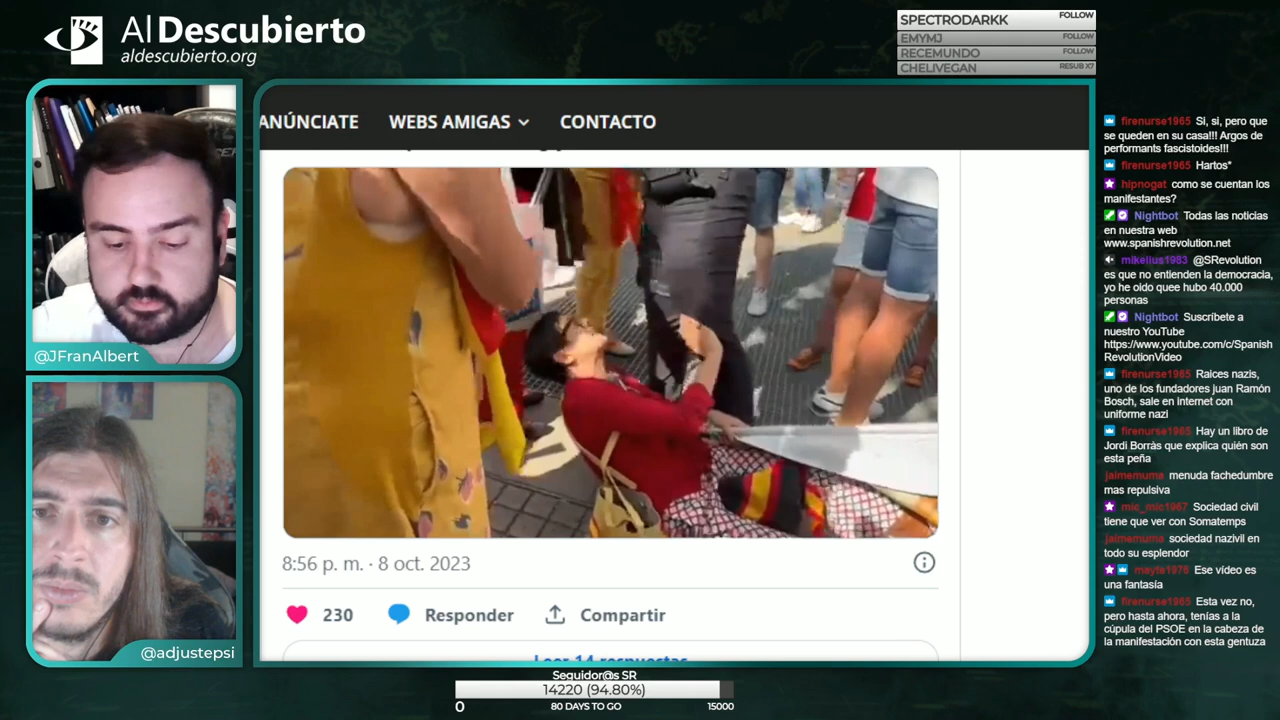 Al Descubierto
aldescubierto.org
SPECTRODARKK FOLLOW
EMYMJ FOLLOW
RECEMUNDO FOLLOW
CHELIVEGAN RESUB X7
@JFranAlbert
@adjustepsi
ANÚNCIATE WEBS AMIGAS CONTACTO
8:56 p. m. · 8 oct. 2023
230 Responder Compartir
Leer 14 respuestas
firenurse1965 Si, si, pero que
se queden en su casa!!! Argos de
performants fascistoides!!!
firenurse1965 Hartos*
hipnogat como se cuentan los
manifestantes?
Nightbot Todas las noticias
en nuestra web
www.spanishrevolution.net
mikelius1983 @SRevolution
es que no entienden la democracia,
yo he oido quee hubo 40.000
personas
Nightbot Suscríbete a
nuestro YouTube
https://www.youtube.com/c/Spanish
RevolutionVideo
firenurse1965 Raices nazis,
uno de los fundadores juan Ramón
Bosch, sale en internet con
uniforme nazi
firenurse1965 Hay un libro de
Jordi Borràs que explica quién son
esta peña
jaimemuma menuda fachedumbre
mas repulsiva
mic_mic1967 Sociedad civil
tiene que ver con Somatemps
jaimemuma sociedad nazivil en
todo su esplendor
mayfe1976 Ese vídeo es
una fantasía
firenurse1965 Esta vez no,
pero hasta ahora, tenías a la
cúpula del PSOE en la cabeza de
la manifestación con esta gentuza
Seguidor@s SR
14220 (94.80%)
0 80 DAYS TO GO 15000